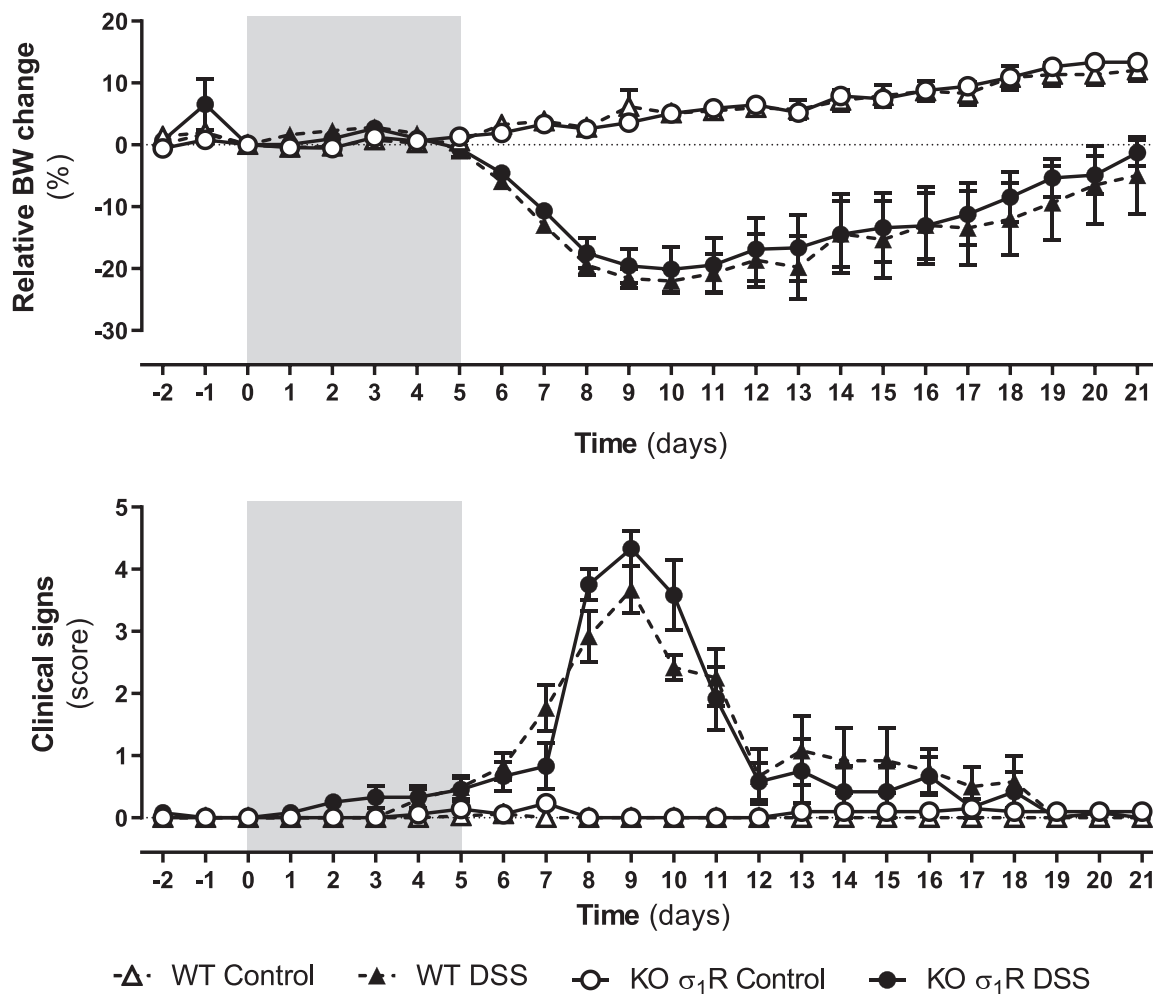 20
10
0
-10
-20
-30
Relative BW change
(%)
-2 -1 0 1 2 3 4 5 6 7 8 9 10 11 12 13 14 15 16 17 18 19 20 21
Time (days)
5
4
3
2
1
0
Clinical signs
(score)
-2 -1 0 1 2 3 4 5 6 7 8 9 10 11 12 13 14 15 16 17 18 19 20 21
Time (days)
WT Control WT DSS KO σ₁R Control KO σ₁R DSS